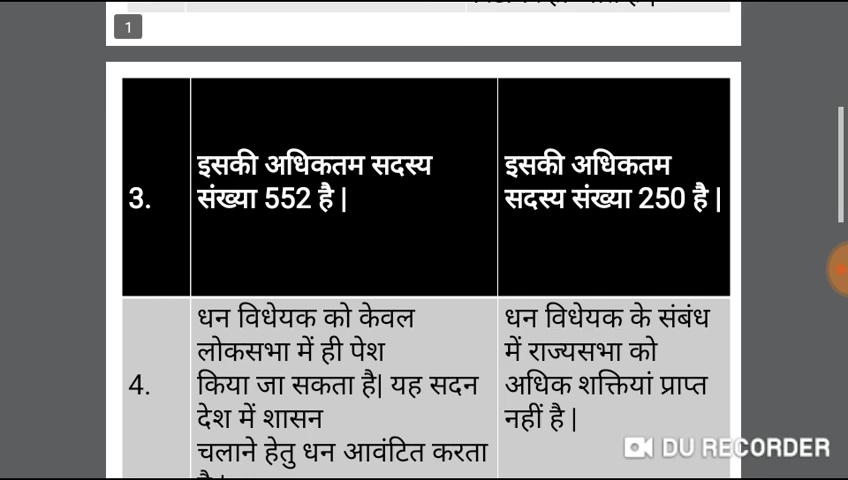 1
3.
इसकी अधिकतम सदस्य
संख्या 552 है |
इसकी अधिकतम
सदस्य संख्या 250 है |
4.
धन विधेयक को केवल
लोकसभा में ही पेश
किया जा सकता है| यह सदन
देश में शासन
चलाने हेतु धन आवंटित करता
धन विधेयक के संबंध
में राज्यसभा को
अधिक शक्तियां प्राप्त
नहीं है |
DU RECORDER